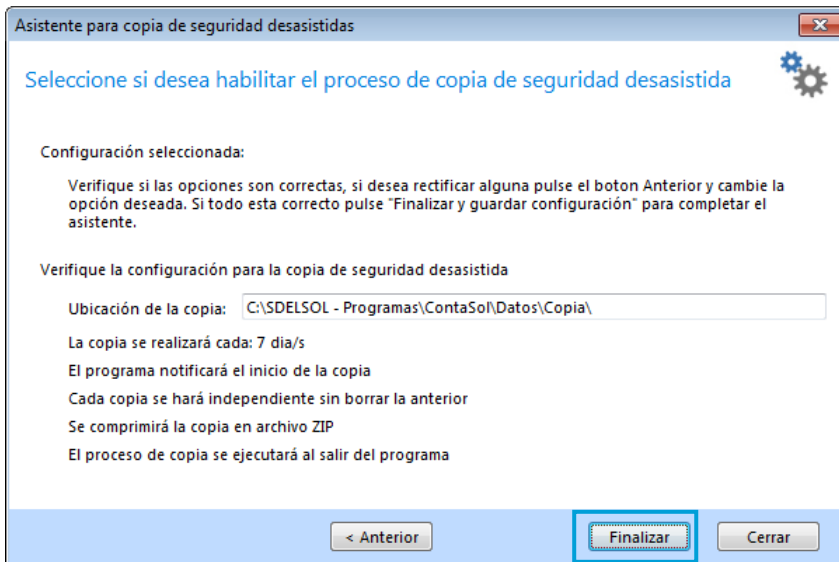 Asistente para copia de seguridad desasistidas
Seleccione si desea habilitar el proceso de copia de seguridad desasistida
Configuración seleccionada:
Verifique si las opciones son correctas, si desea rectificar alguna pulse el boton Anterior y cambie la
opción deseada. Si todo esta correcto pulse "Finalizar y guardar configuración" para completar el
asistente.
Verifique la configuración para la copia de seguridad desasistida
Ubicación de la copia: C:\SDELSOL - Programas\ContaSol\Datos\Copia\
La copia se realizará cada: 7 dia/s
El programa notificará el inicio de la copia
Cada copia se hará independiente sin borrar la anterior
Se comprimirá la copia en archivo ZIP
El proceso de copia se ejecutará al salir del programa
< Anterior Finalizar Cerrar